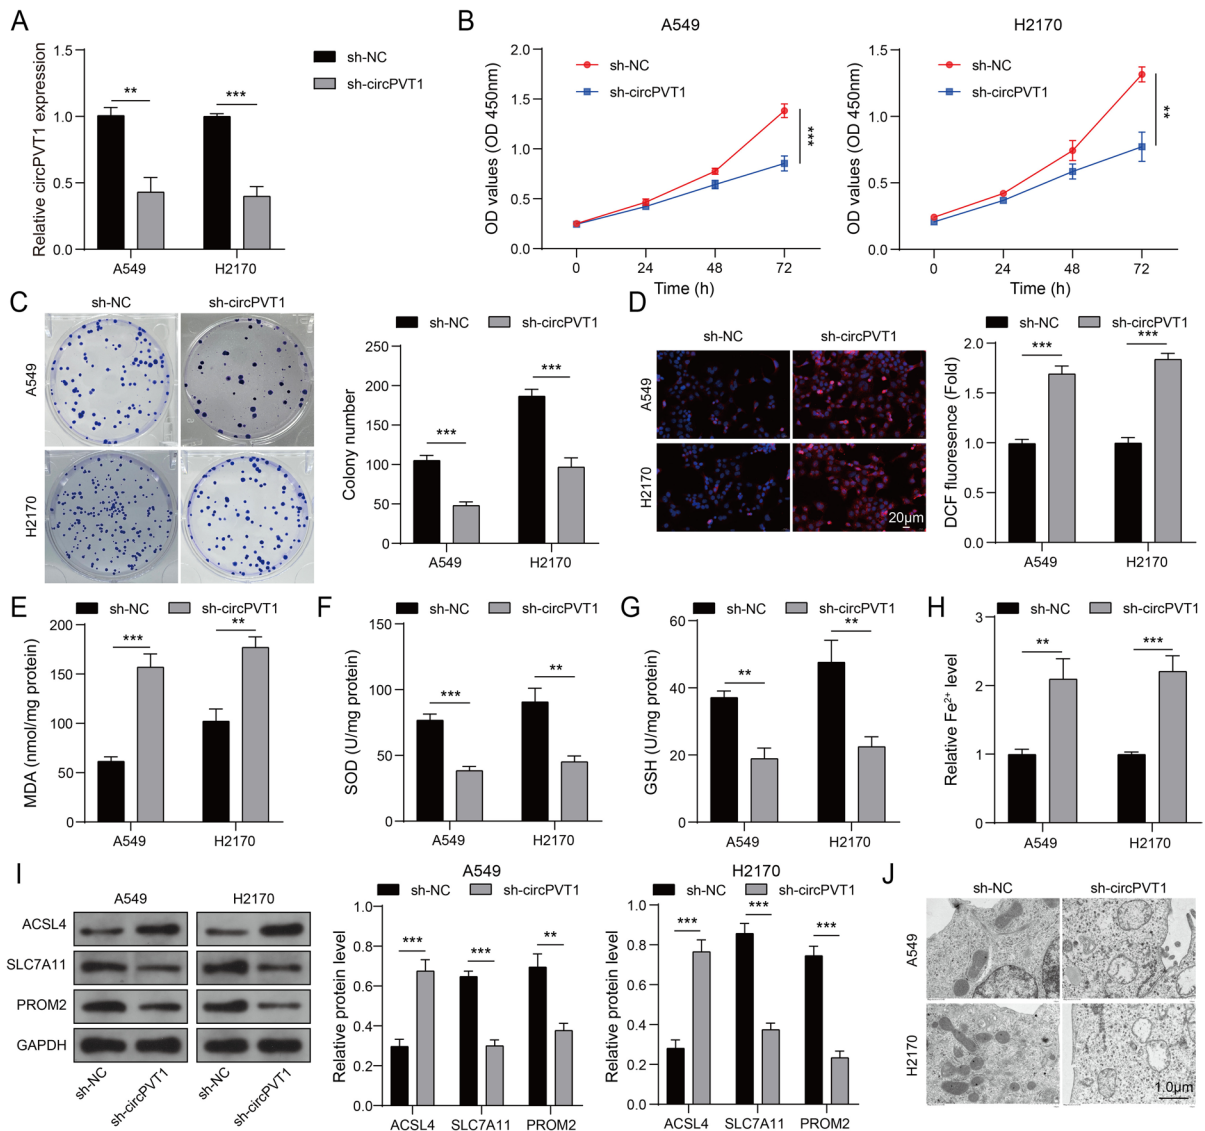 A
Relative circPVT1 expression
1.5
1.0
0.5
0.0
**
***
A549
H2170
sh-NC
sh-circPVT1
B
A549
OD values (OD 450nm)
2.0
1.5
1.0
0.5
0.0
sh-NC
sh-circPVT1
***
0
24
48
72
Time (h)
H2170
OD values (OD 450nm)
1.5
1.0
0.5
0.0
sh-NC
sh-circPVT1
**
0
24
48
72
Time (h)
C
sh-NC
sh-circPVT1
A549
H2170
sh-NC
sh-circPVT1
Colony number
250
200
150
100
50
0
***
***
A549
H2170
D
sh-NC
sh-circPVT1
A549
H2170
20μm
sh-NC
sh-circPVT1
DCF fluoresence (Fold)
2.0
1.5
1.0
0.5
0.0
***
***
A549
H2170
E
sh-NC
sh-circPVT1
MDA (nmol/mg protein)
200
150
100
50
0
***
**
A549
H2170
F
sh-NC
sh-circPVT1
SOD (U/mg protein)
150
100
50
0
***
**
A549
H2170
G
sh-NC
sh-circPVT1
GSH (U/mg protein)
60
40
20
0
**
**
A549
H2170
H
sh-NC
sh-circPVT1
Relative Fe²⁺ level
3
2
1
0
**
***
A549
H2170
I
A549
H2170
ACSL4
SLC7A11
PROM2
GAPDH
sh-NC
sh-circPVT1
sh-NC
sh-circPVT1
A549
sh-NC
sh-circPVT1
Relative protein level
1.0
0.8
0.6
0.4
0.2
0.0
***
***
**
ACSL4
SLC7A11
PROM2
H2170
sh-NC
sh-circPVT1
Relative protein level
1.0
0.8
0.6
0.4
0.2
0.0
***
***
***
ACSL4
SLC7A11
PROM2
J
sh-NC
sh-circPVT1
A549
H2170
1.0μm